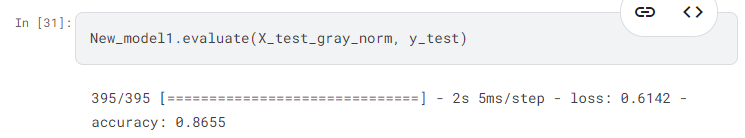 In [31]:
New_model1.evaluate(X_test_gray_norm, y_test)
395/395 [==============================] - 2s 5ms/step - loss: 0.6142 -
accuracy: 0.8655